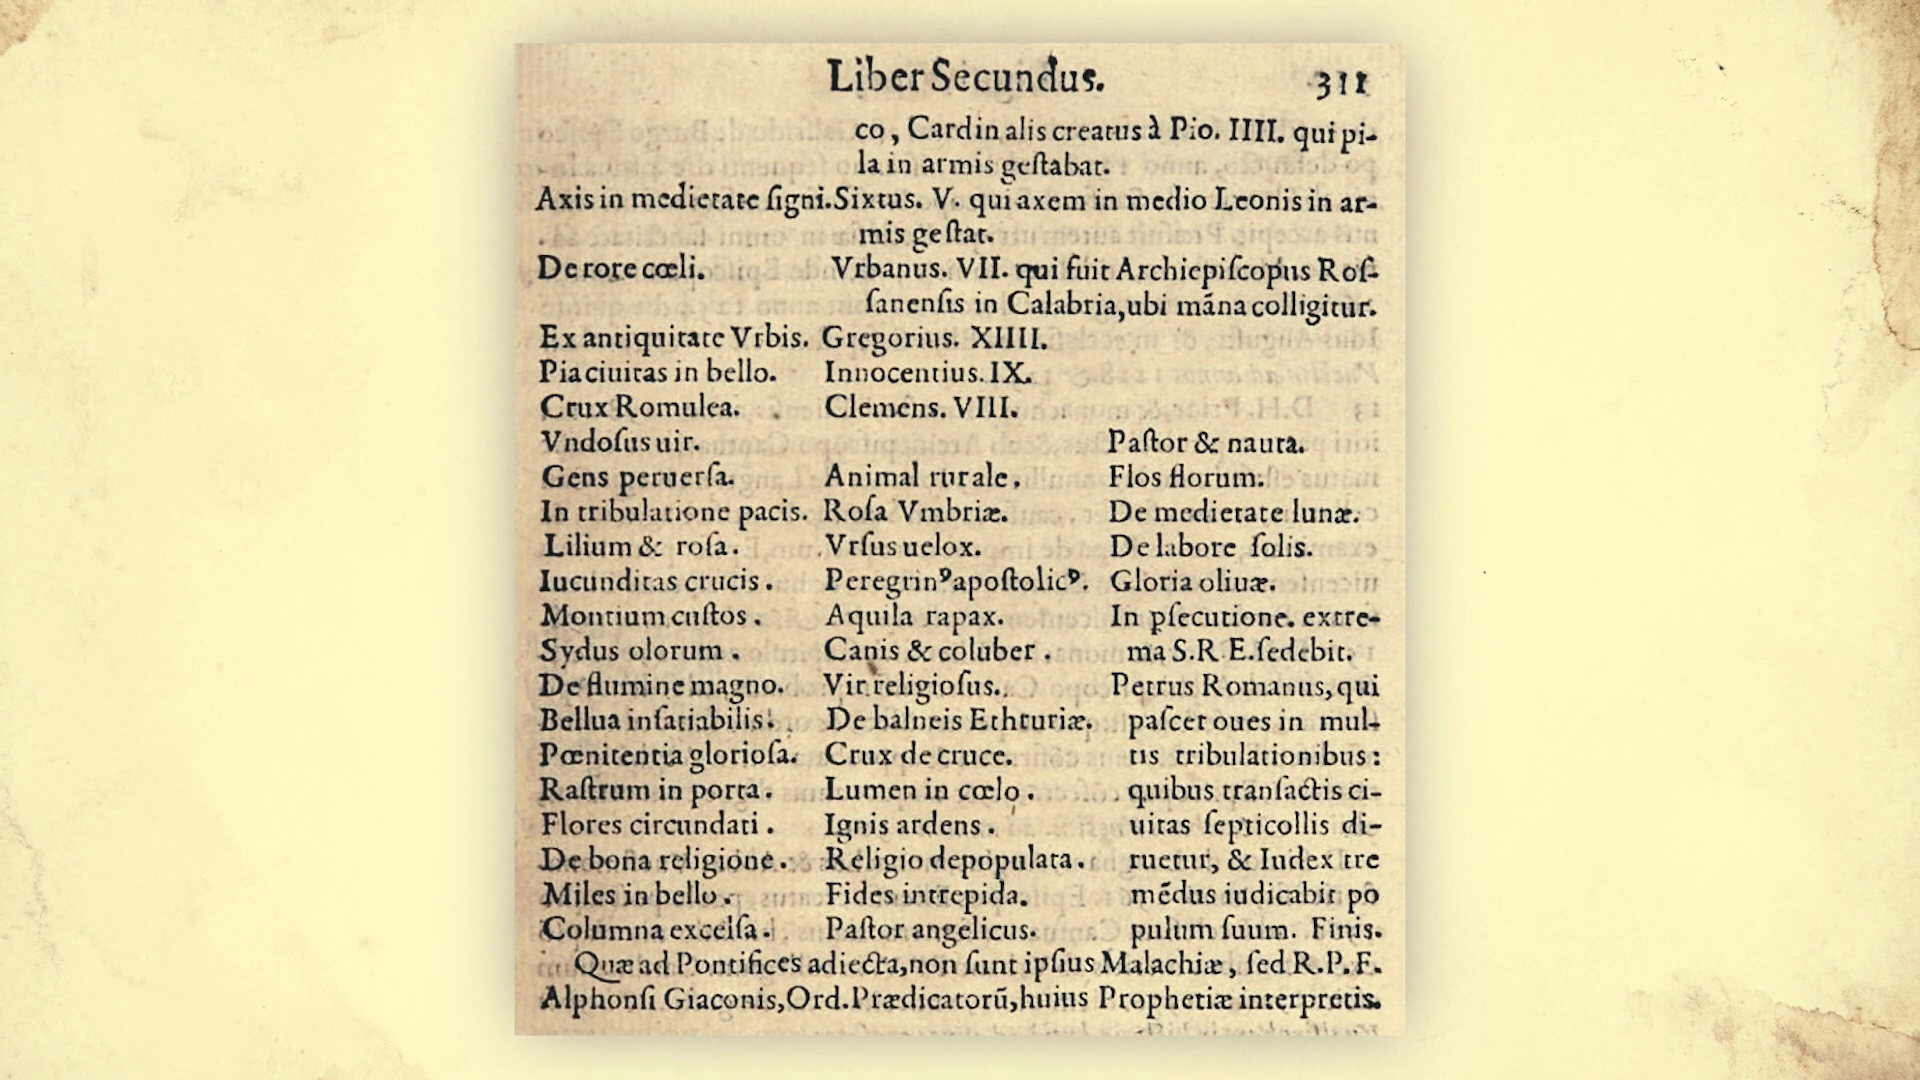 Liber Secundus. 311
co, Cardinalis creatus à Pio. IIII. qui pi-
la in armis gestabat.
Axis in medietate signi. Sixtus. V. qui axem in medio Leonis in ar-
mis gestat.
De rore cœli. Vrbanus. VII. qui fuit Archiepiscopus Ros-
sanensis in Calabria, ubi māna colligitur.
Ex antiquitate Vrbis. Gregorius. XIIII.
Pia ciuitas in bello. Innocentius. IX.
Crux Romulea. Clemens. VIII.
Vndosus uir. Pastor & nauta.
Gens peruersa. Animal rurale. Flos florum.
In tribulatione pacis. Rosa Vmbriæ. De medietate lunæ.
Lilium & rosa. Vrsus uelox. De labore solis.
Iucunditas crucis. Peregrinꝰ apostolicꝰ. Gloria oliuæ.
Montium custos. Aquila rapax. In psecutione. extre-
Sydus olorum. Canis & coluber. ma S.R.E. sedebit.
De flumine magno. Vir religiosus. Petrus Romanus, qui
Bellua insatiabilis. De balneis Ethturiæ. pascet oues in mul-
Pœnitentia gloriosa. Crux de cruce. tis tribulationibus:
Rastrum in porta. Lumen in cœlo. quibus transactis ci-
Flores circundati. Ignis ardens. uitas septicollis di-
De bona religione. Religio depopulata. ruetur, & Iudex tre
Miles in bello. Fides intrepida. mēdus iudicabit po
Columna excelsa. Pastor angelicus. pulum suum. Finis.
Quæ ad Pontifices adiecta, non sunt ipsius Malachiæ, sed R.P.F.
Alphonsi Giaconis, Ord. Prædicatorū, huius Prophetiæ interpretis.